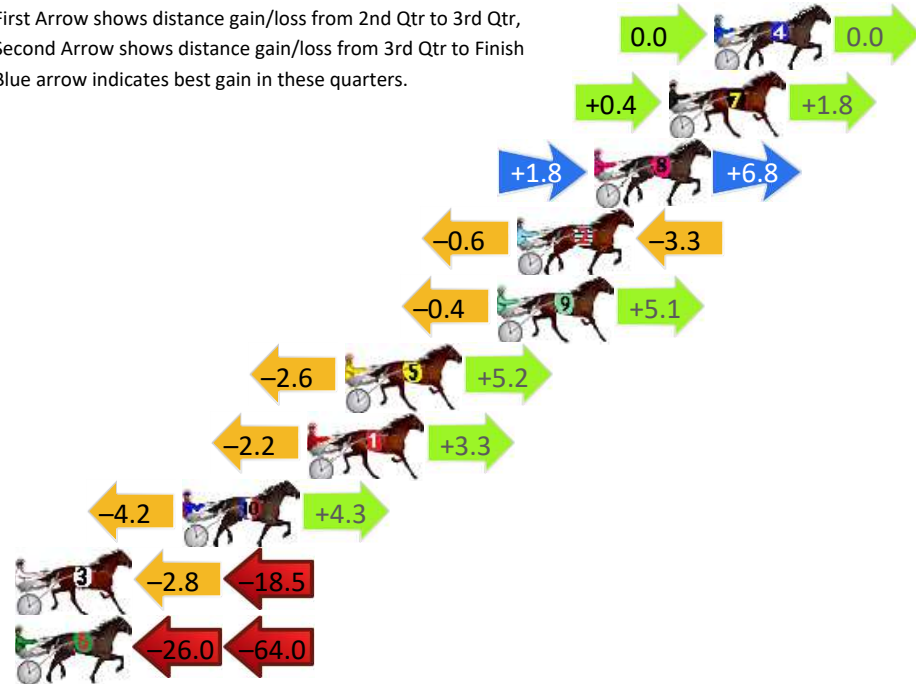 First Arrow shows distance gain/loss from 2nd Qtr to 3rd Qtr,
Second Arrow shows distance gain/loss from 3rd Qtr to Finish
Blue arrow indicates best gain in these quarters.
0.0 4 0.0
+0.4 7 +1.8
+1.8 8 +6.8
–0.6 2 –3.3
–0.4 9 +5.1
–2.6 5 +5.2
–2.2 1 +3.3
–4.2 10 +4.3
3 –2.8 –18.5
6 –26.0 –64.0